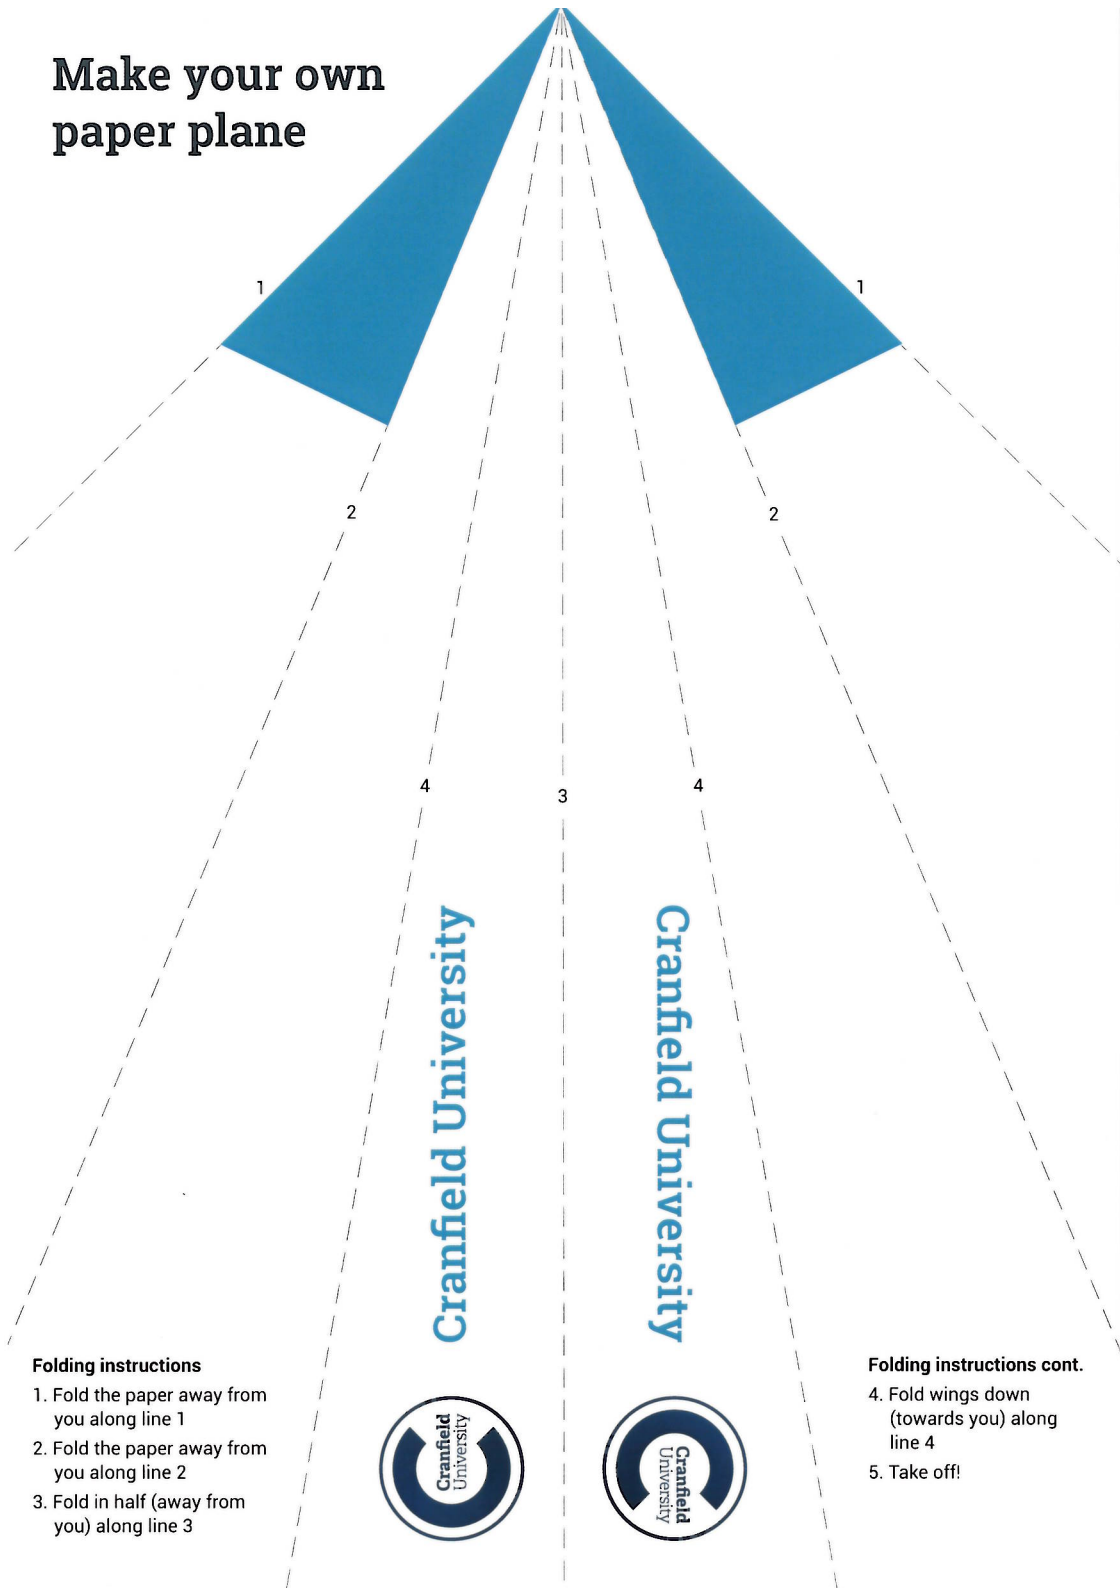 Make your own
paper plane
1
1
2
2
4
4
3
Cranfield University
Cranfield University
Folding instructions
1. Fold the paper away from
you along line 1
2. Fold the paper away from
you along line 2
3. Fold in half (away from
you) along line 3
Cranfield
University
Cranfield
University
Folding instructions cont.
4. Fold wings down
(towards you) along
line 4
5. Take off!